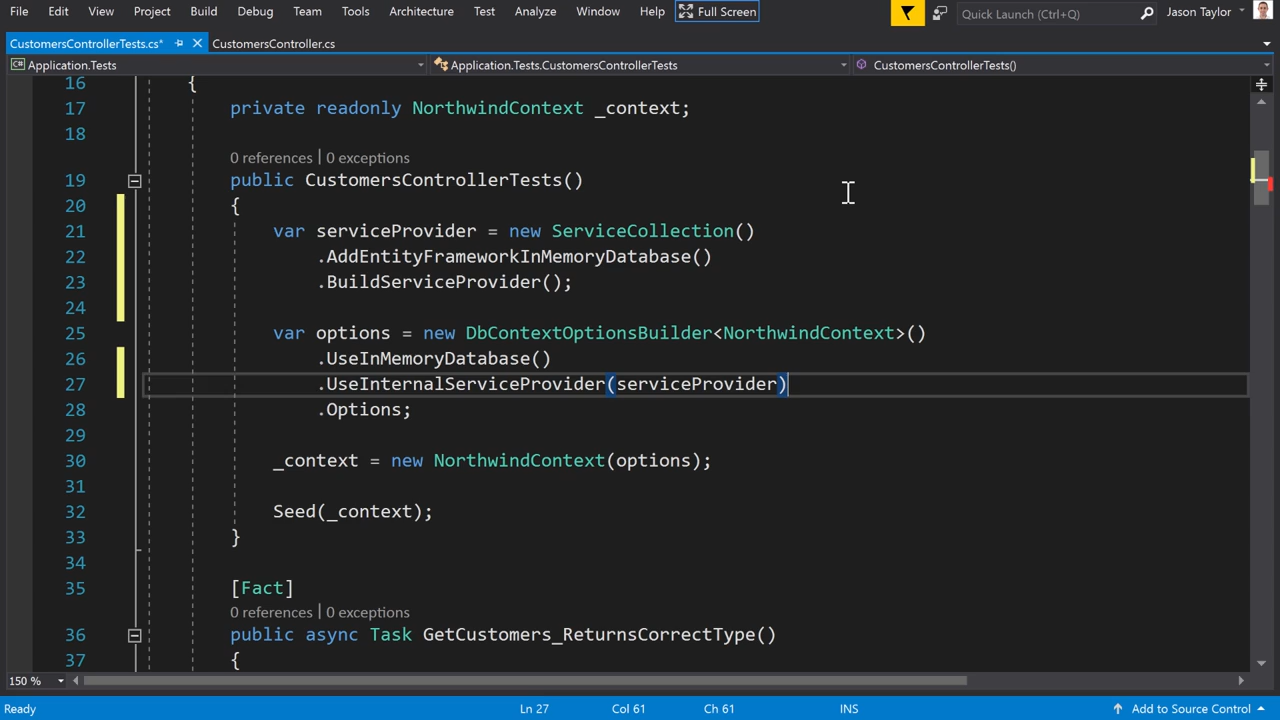 File Edit View Project Build Debug Team Tools Architecture Test Analyze Window Help Full Screen Quick Launch (Ctrl+Q) Jason Taylor
CustomersControllerTests.cs* CustomersController.cs
Application.Tests Application.Tests.CustomersControllerTests CustomersControllerTests()
16 {
17 private readonly NorthwindContext _context;
18
0 references | 0 exceptions
19 public CustomersControllerTests()
20 {
21 var serviceProvider = new ServiceCollection()
22 .AddEntityFrameworkInMemoryDatabase()
23 .BuildServiceProvider();
24
25 var options = new DbContextOptionsBuilder<NorthwindContext>()
26 .UseInMemoryDatabase()
27 .UseInternalServiceProvider(serviceProvider)
28 .Options;
29
30 _context = new NorthwindContext(options);
31
32 Seed(_context);
33 }
34
35 [Fact]
0 references | 0 exceptions
36 public async Task GetCustomers_ReturnsCorrectType()
37 {
150 %
Ready Ln 27 Col 61 Ch 61 INS Add to Source Control